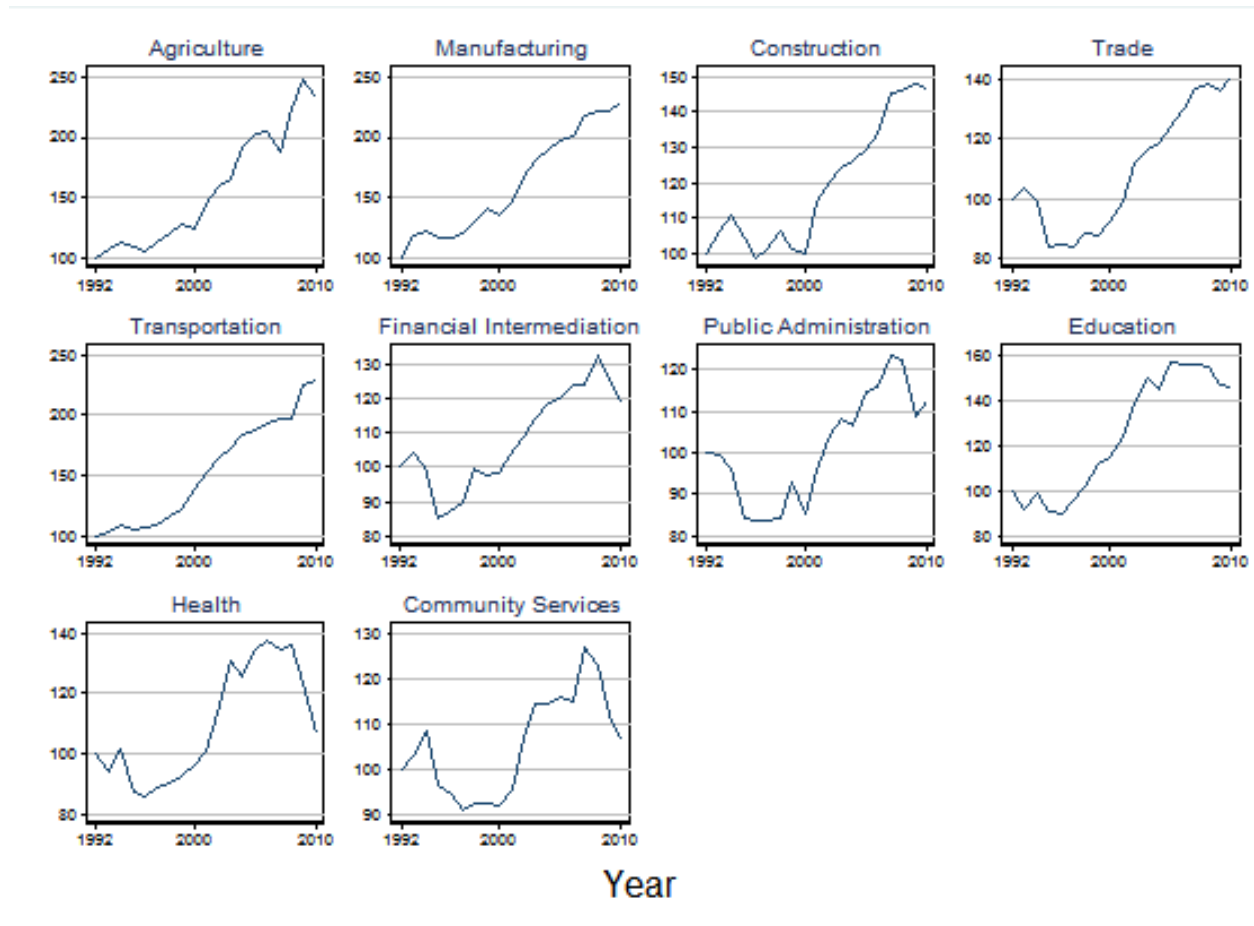 Agriculture Manufacturing Construction Trade
250 250 150 140
200 200 140 120
150 150 130 100
100 100 120 80
110
100
1992 2000 2010 1992 2000 2010 1992 2000 2010 1992 2000 2010
Transportation Financial Intermediation Public Administration Education
250 130 120 160
200 120 110 140
150 110 100 120
100 100 90 100
90 80 80
80
1992 2000 2010 1992 2000 2010 1992 2000 2010 1992 2000 2010
Health Community Services
140 130
120 120
100 110
80 100
90
1992 2000 2010 1992 2000 2010
Year